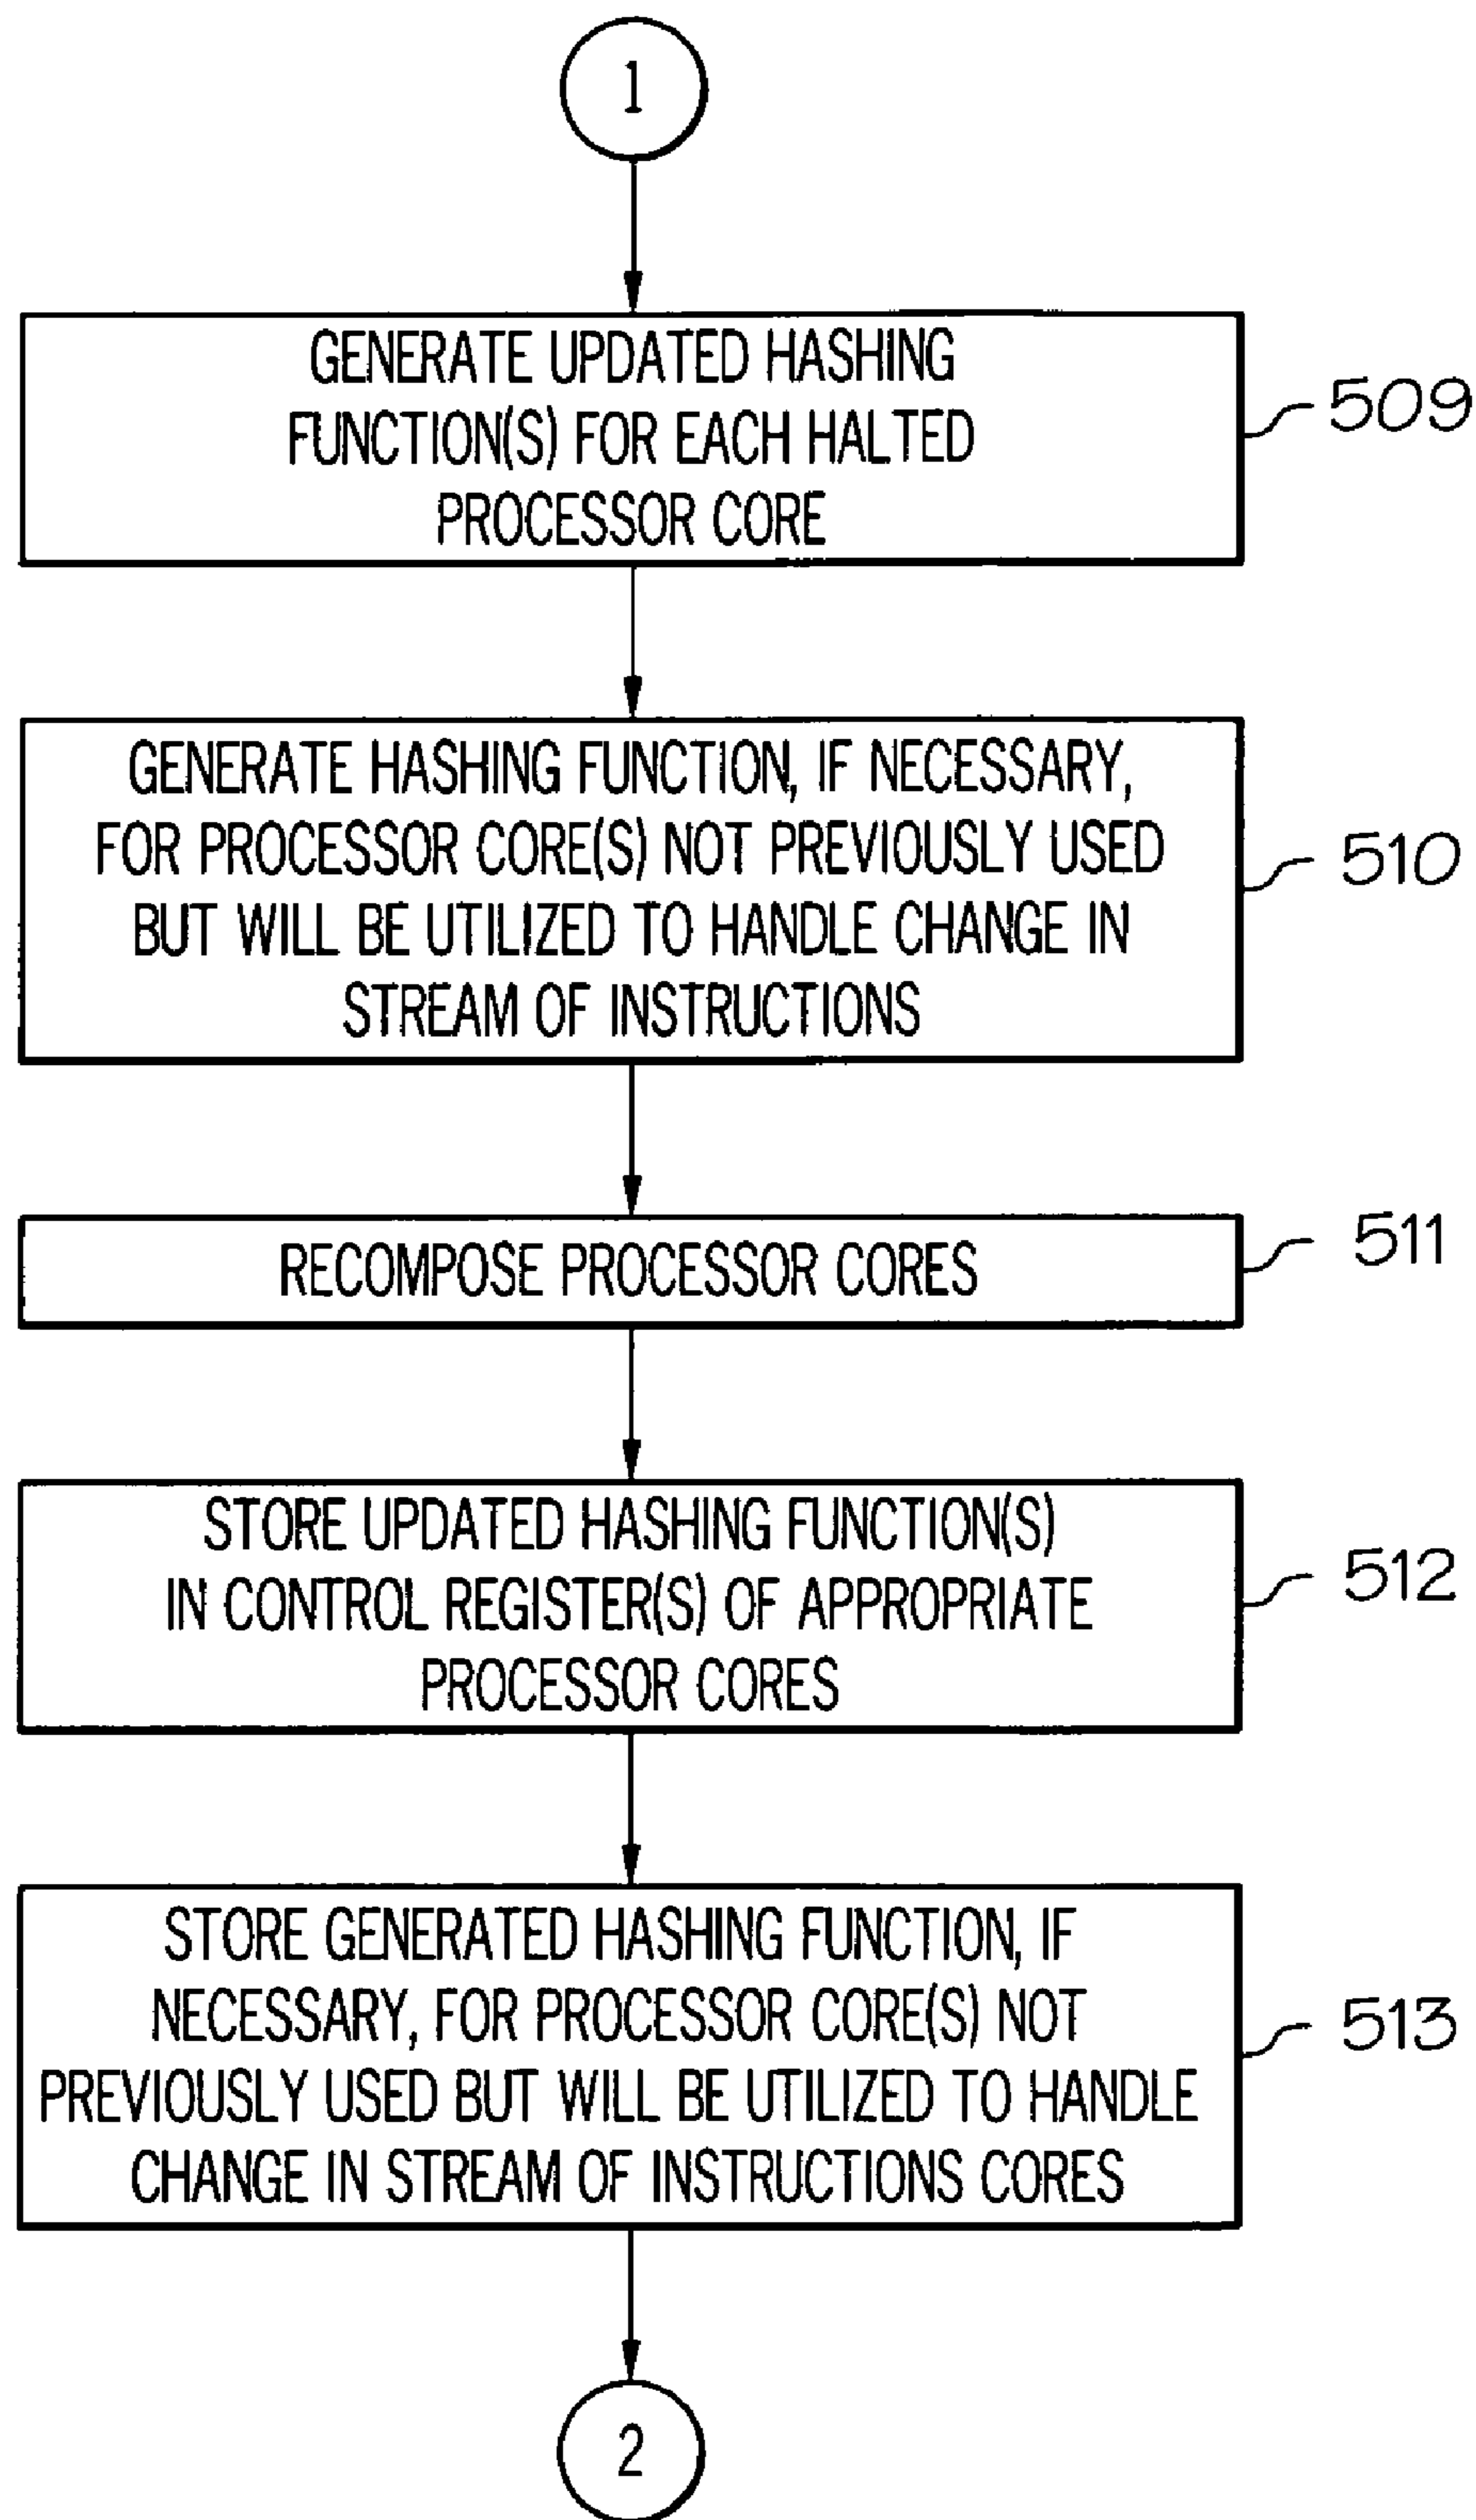 1
GENERATE UPDATED HASHING
FUNCTION(S) FOR EACH HALTED
PROCESSOR CORE
509
GENERATE HASHING FUNCTION, IF NECESSARY,
FOR PROCESSOR CORE(S) NOT PREVIOUSLY USED
BUT WILL BE UTILIZED TO HANDLE CHANGE IN
STREAM OF INSTRUCTIONS
510
RECOMPOSE PROCESSOR CORES
511
STORE UPDATED HASHING FUNCTION(S)
IN CONTROL REGISTER(S) OF APPROPRIATE
PROCESSOR CORES
512
STORE GENERATED HASHING FUNCTION, IF
NECESSARY, FOR PROCESSOR CORE(S) NOT
PREVIOUSLY USED BUT WILL BE UTILIZED TO HANDLE
CHANGE IN STREAM OF INSTRUCTIONS CORES
513
2